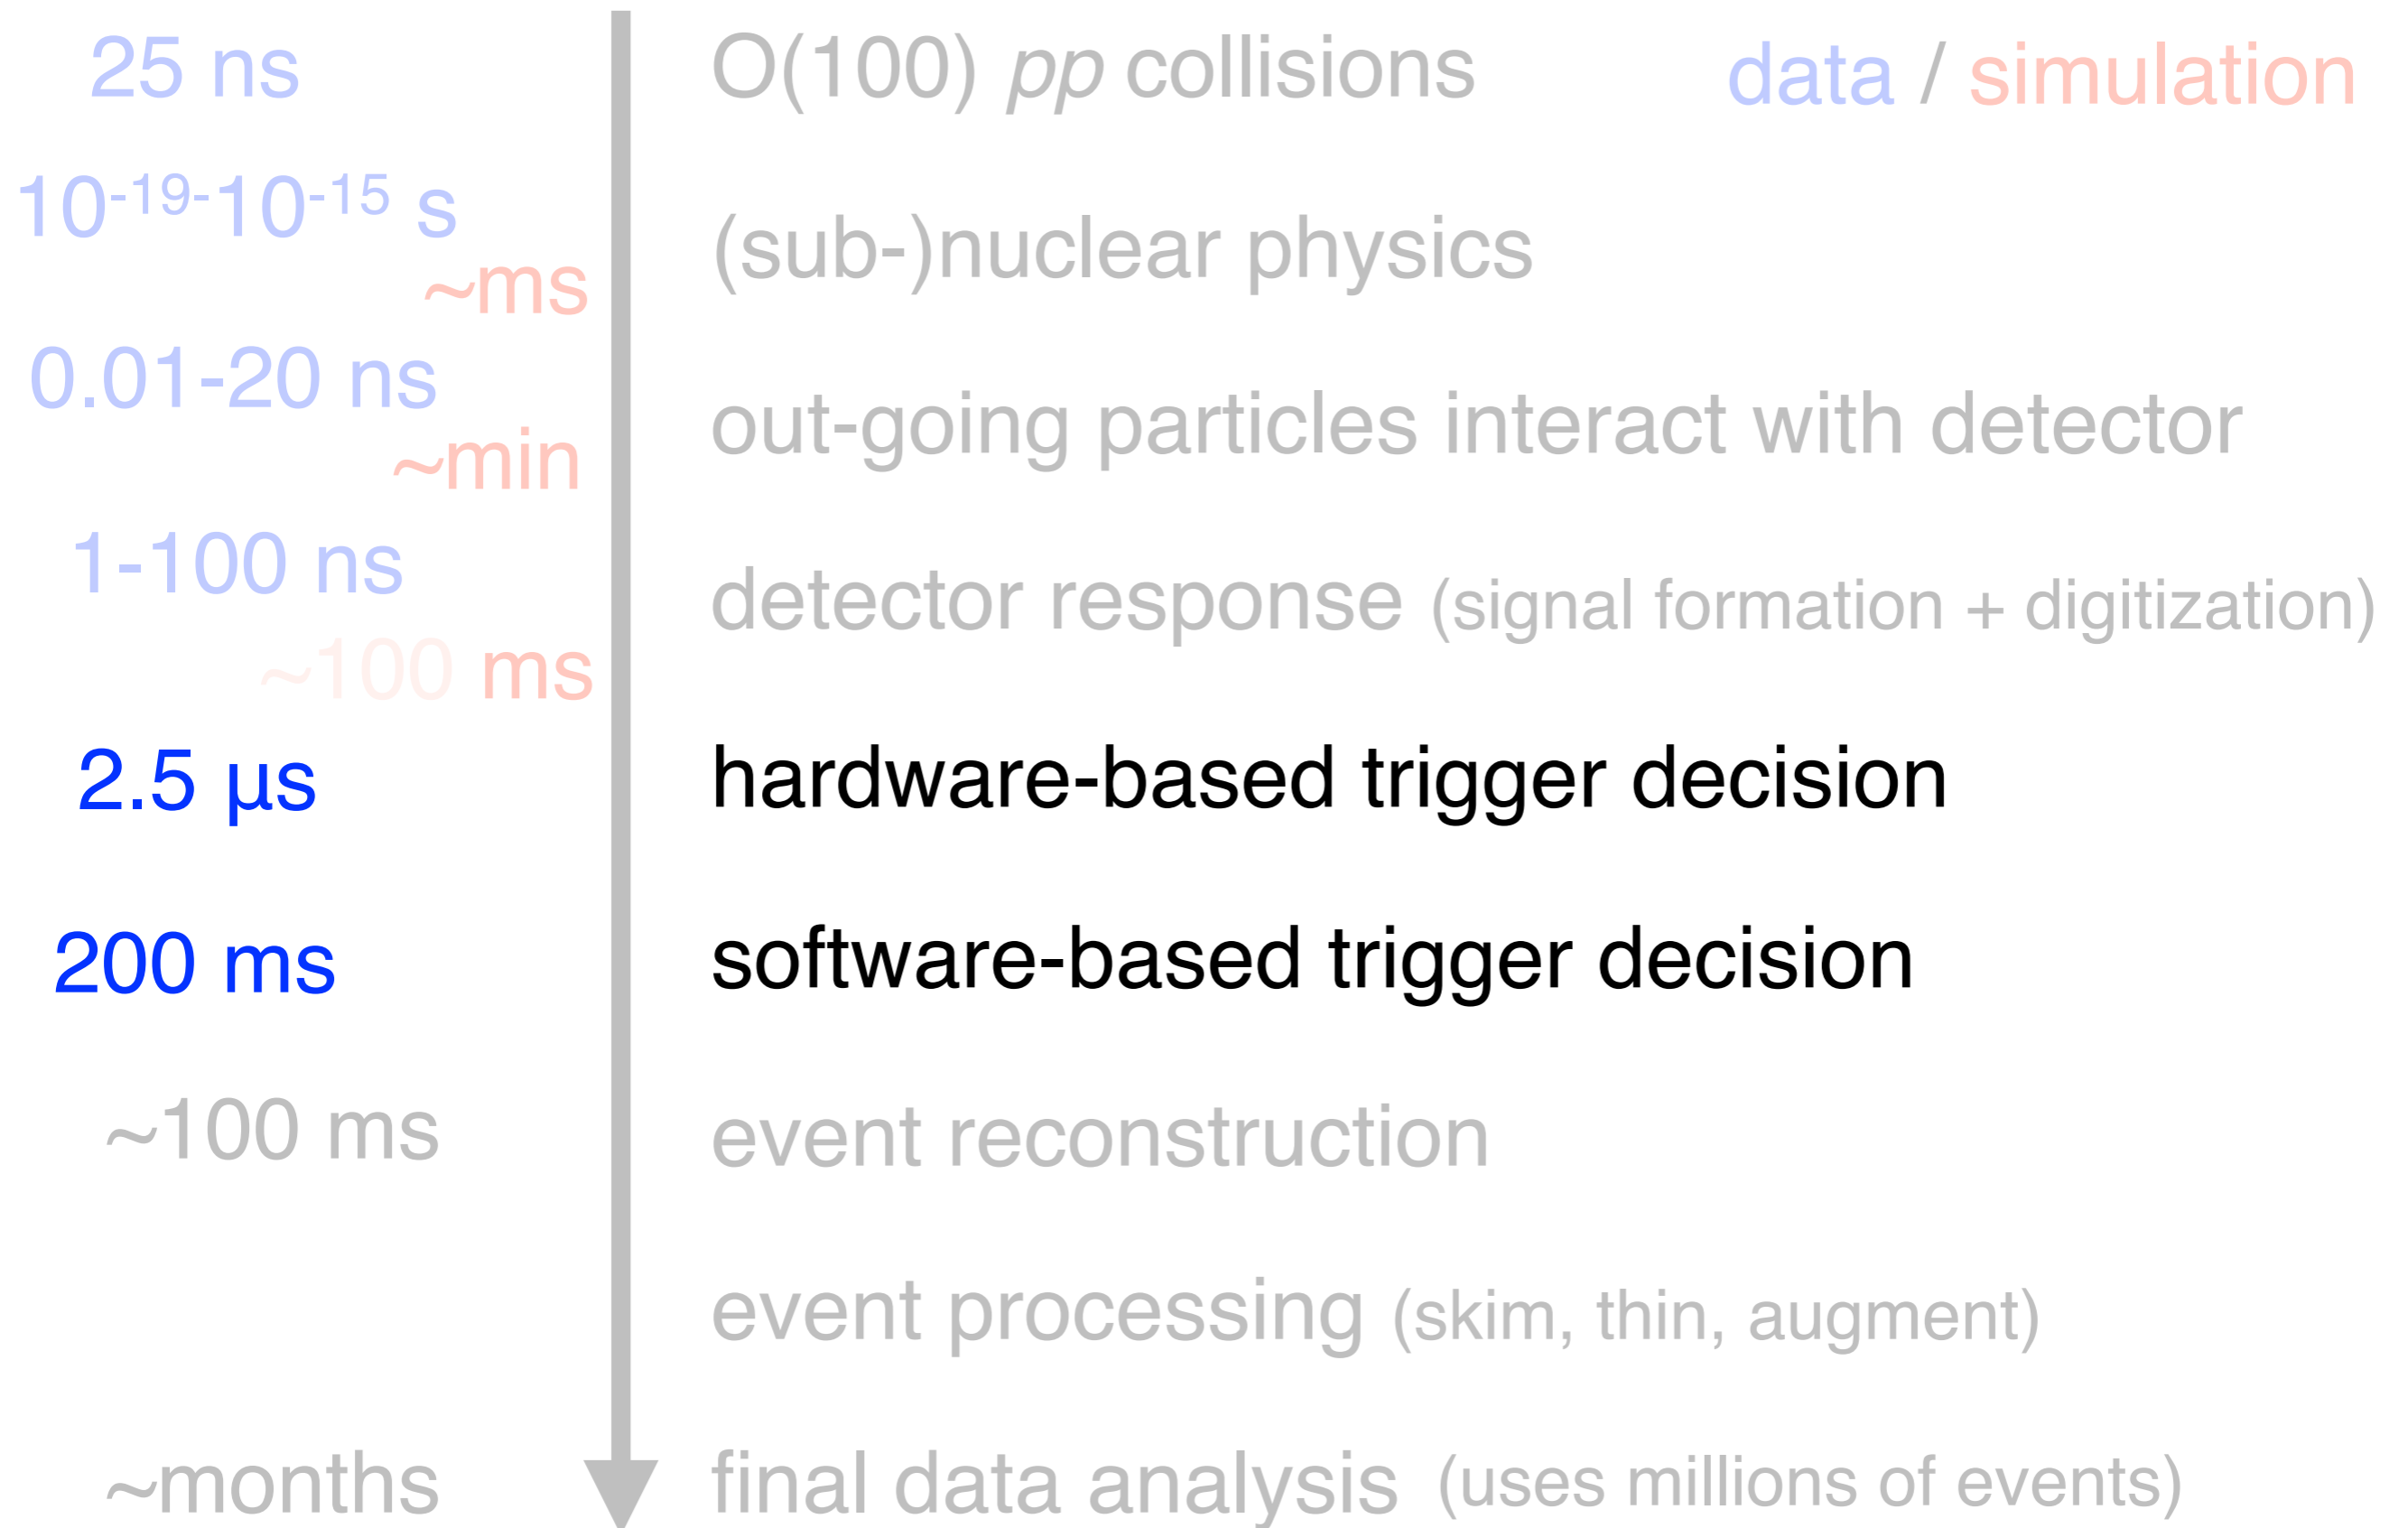 25 ns O(100) pp collisions data / simulation
10-19-10-15 s
(sub-)nuclear physics
~ms
0.01-20 ns
out-going particles interact with detector
~min
1-100 ns
detector response (signal formation + digitization)
~100 ms
2.5 µs hardware-based trigger decision
200 ms software-based trigger decision
~100 ms event reconstruction
event processing (skim, thin, augment)
~months final data analysis (uses millions of events)